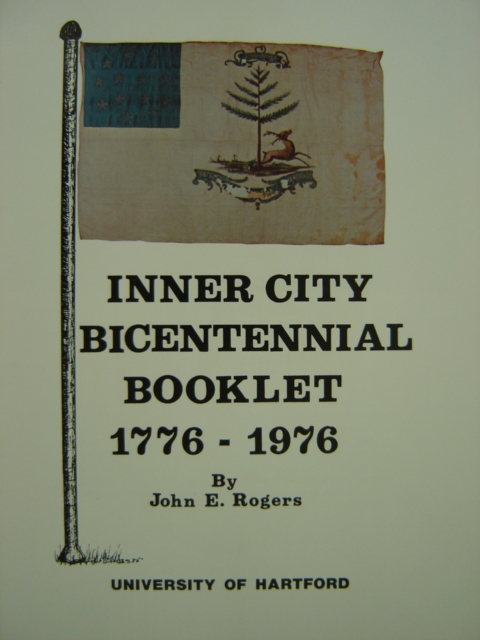 INNER CITY
BICENTENNIAL
BOOKLET
1776 - 1976
By
John E. Rogers
UNIVERSITY OF HARTFORD